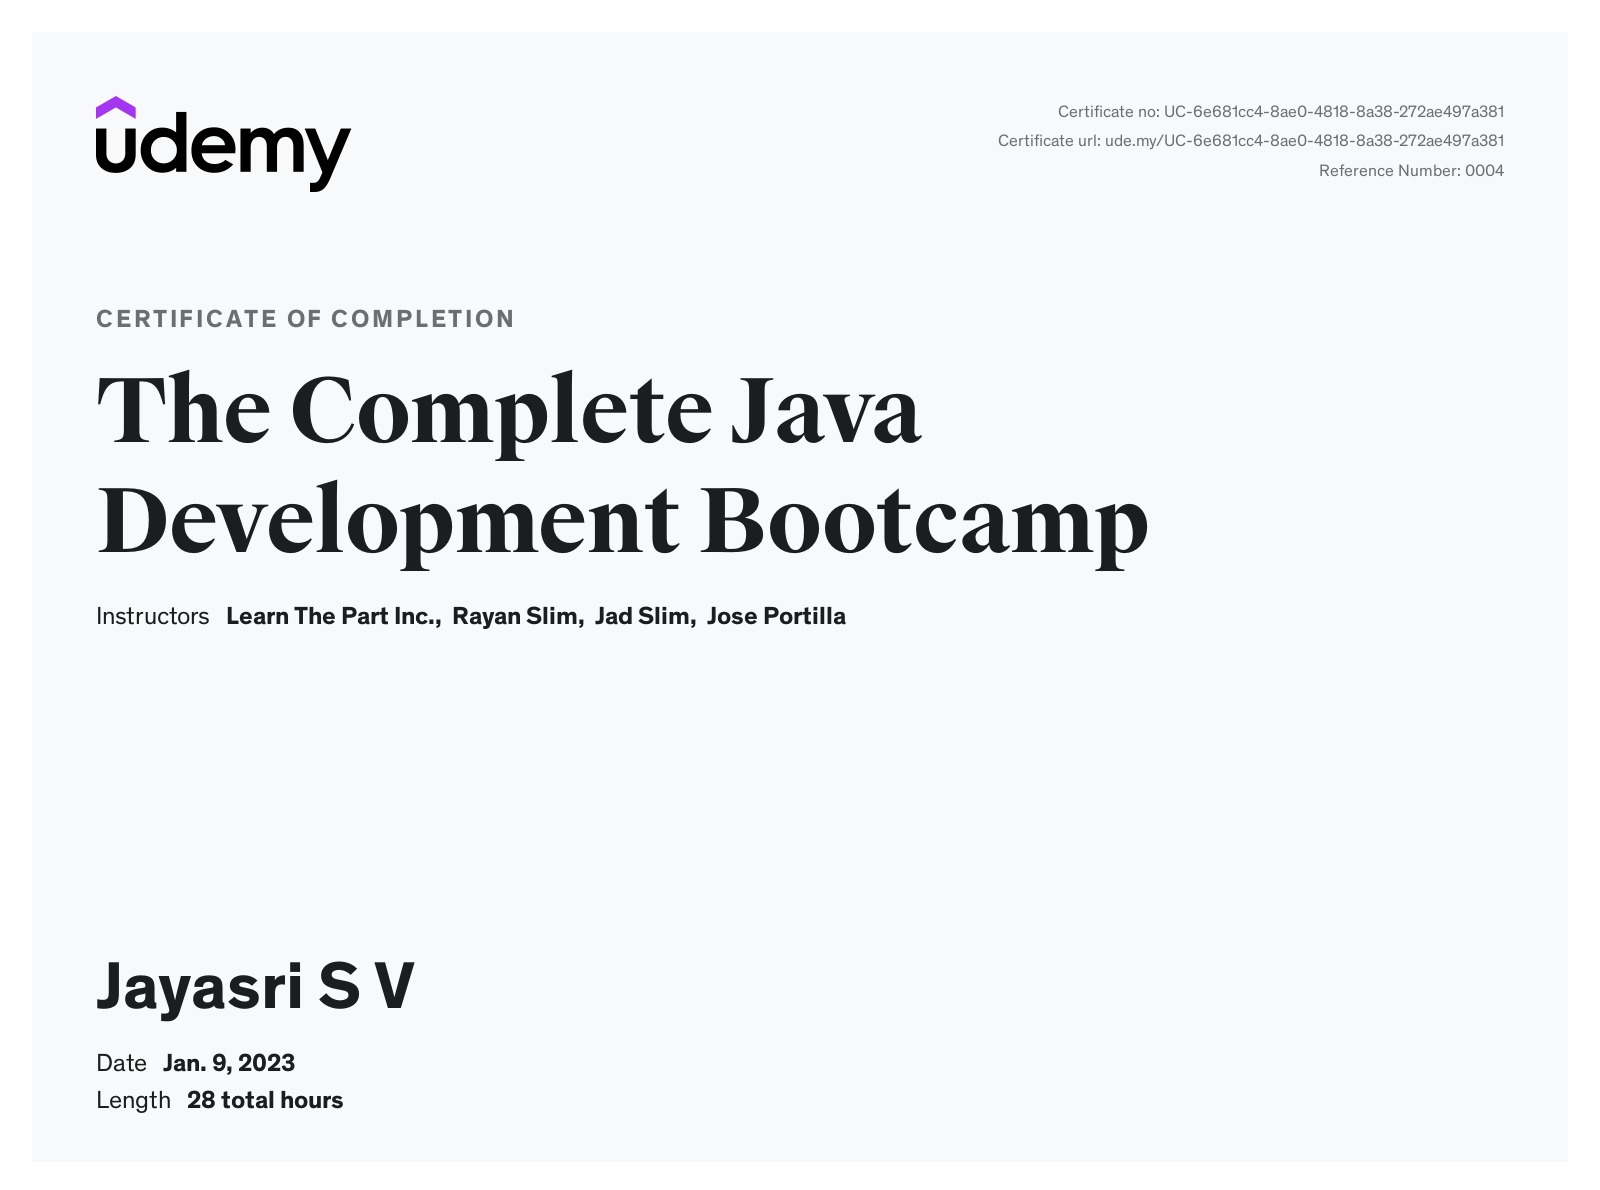 udemy
Certificate no: UC-6e681cc4-8ae0-4818-8a38-272ae497a381
Certificate url: ude.my/UC-6e681cc4-8ae0-4818-8a38-272ae497a381
Reference Number: 0004
CERTIFICATE OF COMPLETION
The Complete Java
Development Bootcamp
Instructors Learn The Part Inc., Rayan Slim, Jad Slim, Jose Portilla
Jayasri S V
Date Jan. 9, 2023
Length 28 total hours